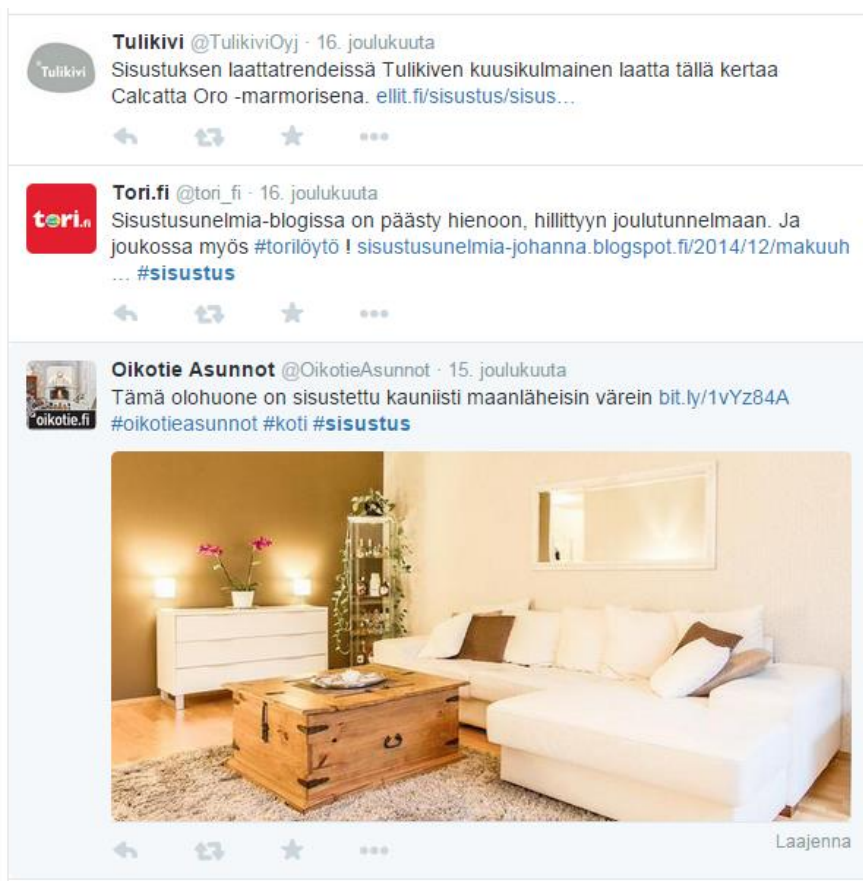 Tulikivi @TulikiviOyj · 16. joulukuuta
Tulikivi
Sisustuksen laattatrendeissä Tulikiven kuusikulmainen laatta tällä kertaa
Calcatta Oro -marmorisena. ellit.fi/sisustus/sisus…
Tori.fi @tori_fi · 16. joulukuuta
tori.fi
Sisustusunelmia-blogissa on päästy hienoon, hillittyyn joulutunnelmaan. Ja
joukossa myös #torilöytö ! sisustusunelmia-johanna.blogspot.fi/2014/12/makuuh
… #sisustus
Oikotie Asunnot @OikotieAsunnot · 15. joulukuuta
oikotie.fi
Tämä olohuone on sisustettu kauniisti maanläheisin värein bit.ly/1vYz84A
#oikotieasunnot #koti #sisustus
Laajenna